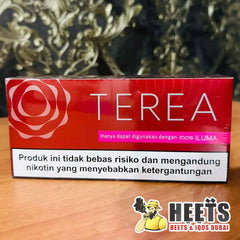 TEREA
Hanya dapat digunakan dengan IQOS ILUMA
Produk ini tidak bebas risiko dan mengandung
nikotin yang menyebabkan ketergantungan
HEETS
HEETS & IQOS DUBAI